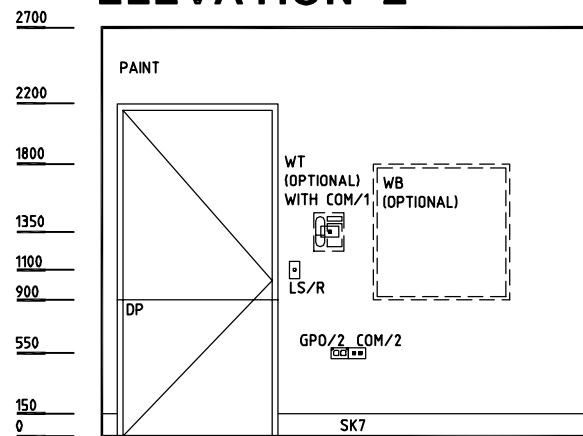 ELEVATION 2
2700
PAINT
2200
1800
WT
(OPTIONAL)
WITH COM/1
WB
(OPTIONAL)
1350
1100
LS/R
900
DP
GPO/2 COM/2
550
150
SK7
0